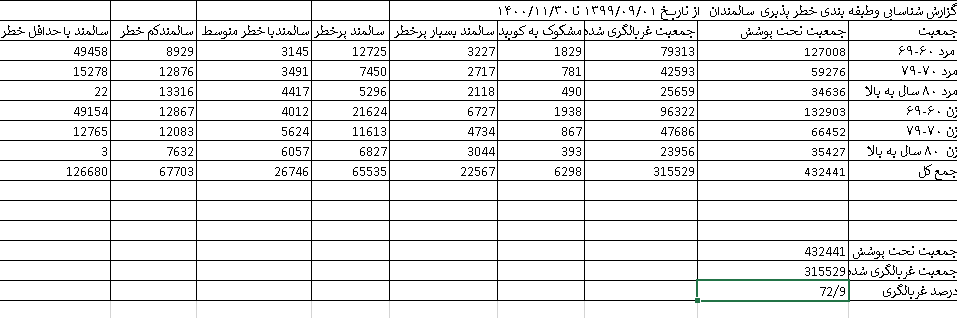 گزارش شناسایی وطیفه بندی خطر پذیری سالمندان از تاریخ ۱۳۹۹/۰۹/۰۱ تا ۱۴۰۰/۱۱/۳۰
جمعیت جمعیت تحت پوشش جمعیت غربالگری شده مشکوک به کووید سالمند بسیار پرخطر سالمند پرخطر سالمندبا خطر متوسط سالمندکم خطر سالمند با حداقل خطر
مرد ۶۰-۶۹ 127008 79313 1829 3227 12725 3145 8929 49458
مرد ۷۰-۷۹ 59276 42593 781 2717 7450 3491 12876 15278
مرد ۸۰ سال به بالا 34636 25659 490 2118 5296 4417 13316 22
زن ۶۰-۶۹ 132903 96322 1938 6727 21624 4012 12867 49154
زن ۷۰-۷۹ 66452 47686 867 4734 11613 5624 12083 12765
زن ۸۰ سال به بالا 35427 23956 393 3044 6827 6057 7632 3
جمع کل 432441 315529 6298 22567 65535 26746 67703 126680
جمعیت تحت پوشش 432441
جمعیت غربالگری شده 315529
درصد غربالگری 72/9